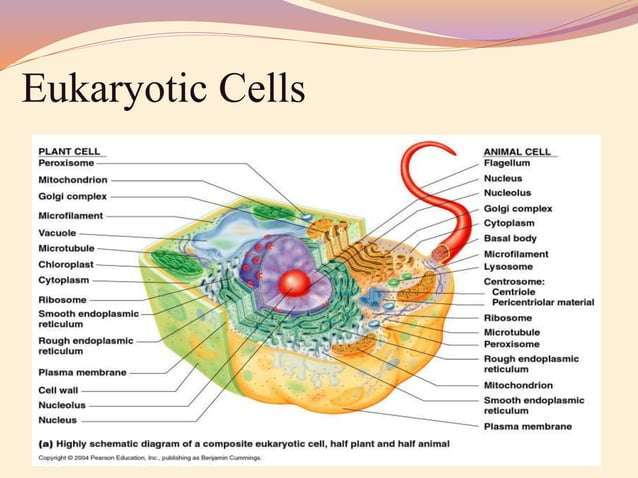 Eukaryotic Cells
PLANT CELL
Peroxisome
Mitochondrion
Golgi complex
Microfilament
Vacuole
Microtubule
Chloroplast
Cytoplasm
Ribosome
Smooth endoplasmic
reticulum
Rough endoplasmic
reticulum
Plasma membrane
Cell wall
Nucleolus
Nucleus
ANIMAL CELL
Flagellum
Nucleus
Nucleolus
Golgi complex
Cytoplasm
Basal body
Microfilament
Lysosome
Centrosome:
Centriole
Pericentriolar material
Ribosome
Microtubule
Peroxisome
Rough endoplasmic
reticulum
Mitochondrion
Smooth endoplasmic
reticulum
Plasma membrane
(a) Highly schematic diagram of a composite eukaryotic cell, half plant and half animal
Copyright © 2004 Pearson Education, Inc., publishing as Benjamin Cummings.